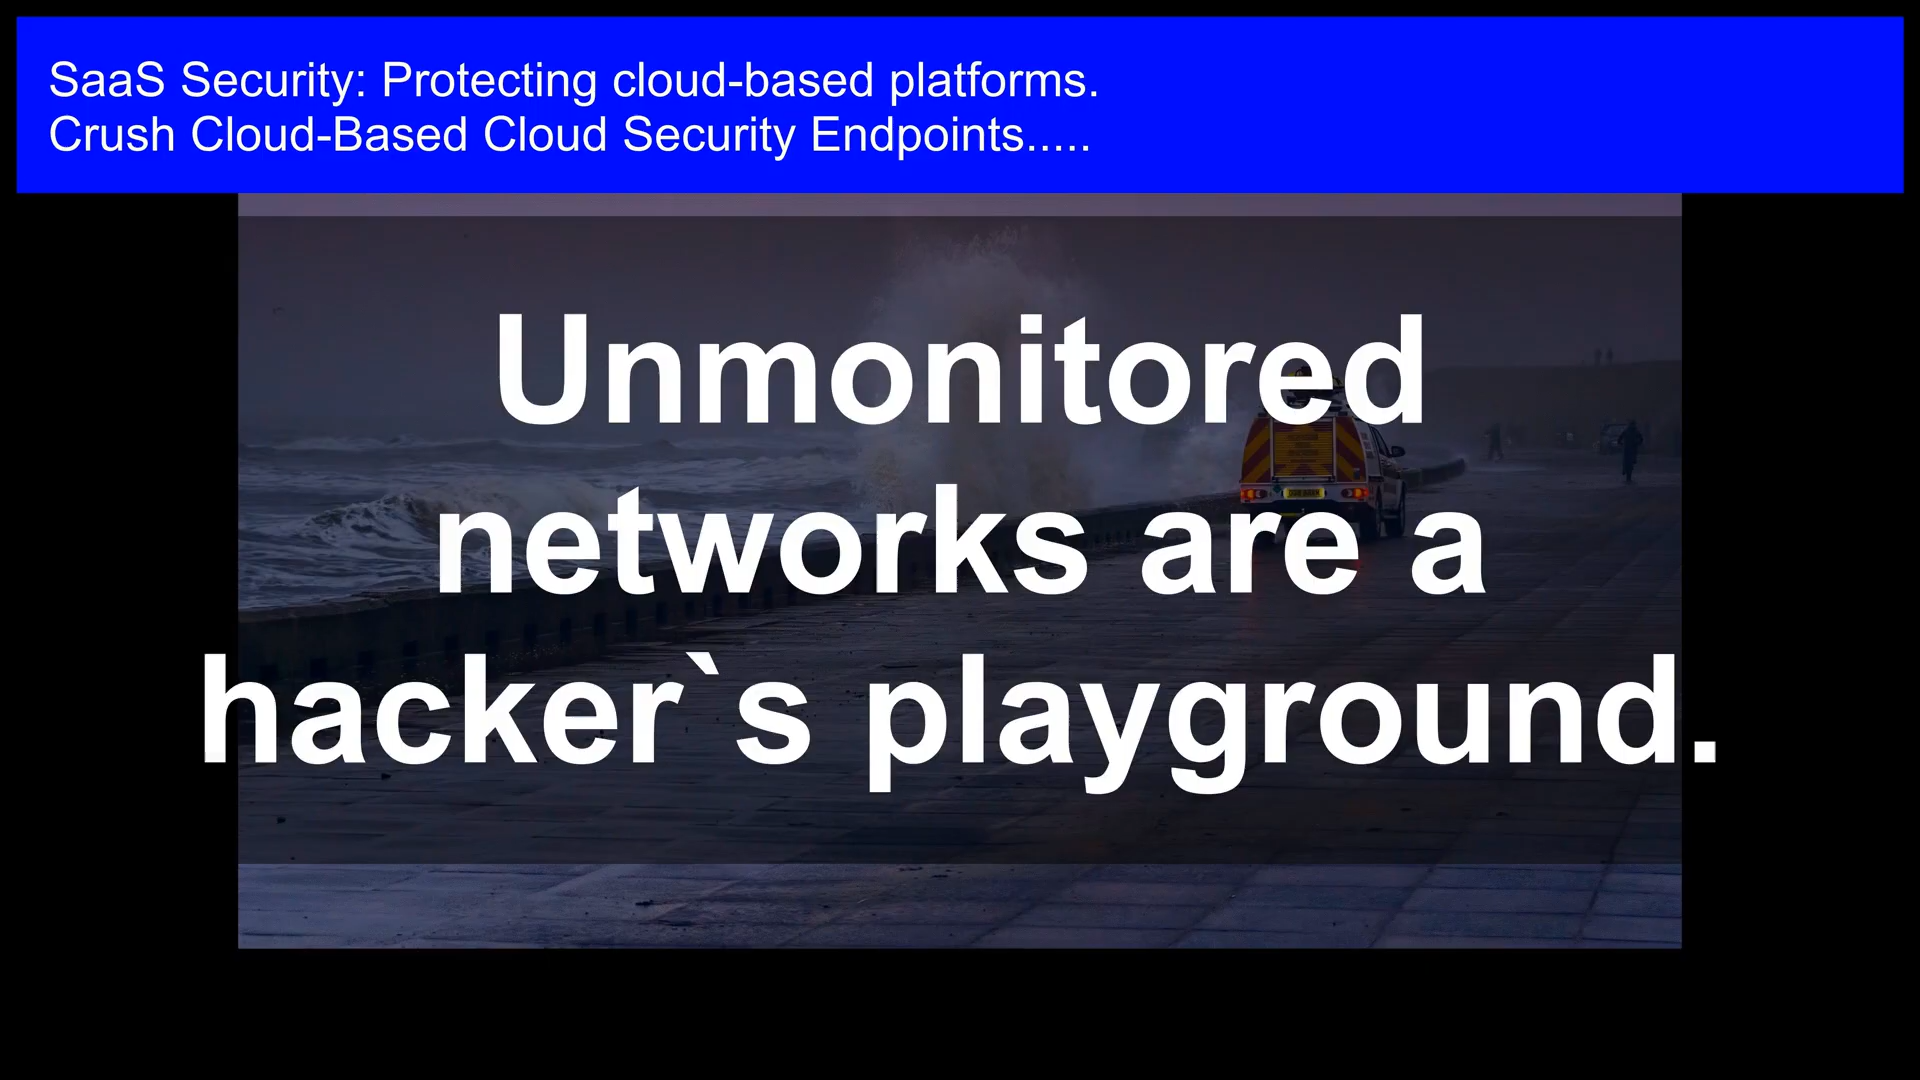 SaaS Security: Protecting cloud-based platforms.
Crush Cloud-Based Cloud Security Endpoints.....
Unmonitored
networks are a
hacker`s playground.